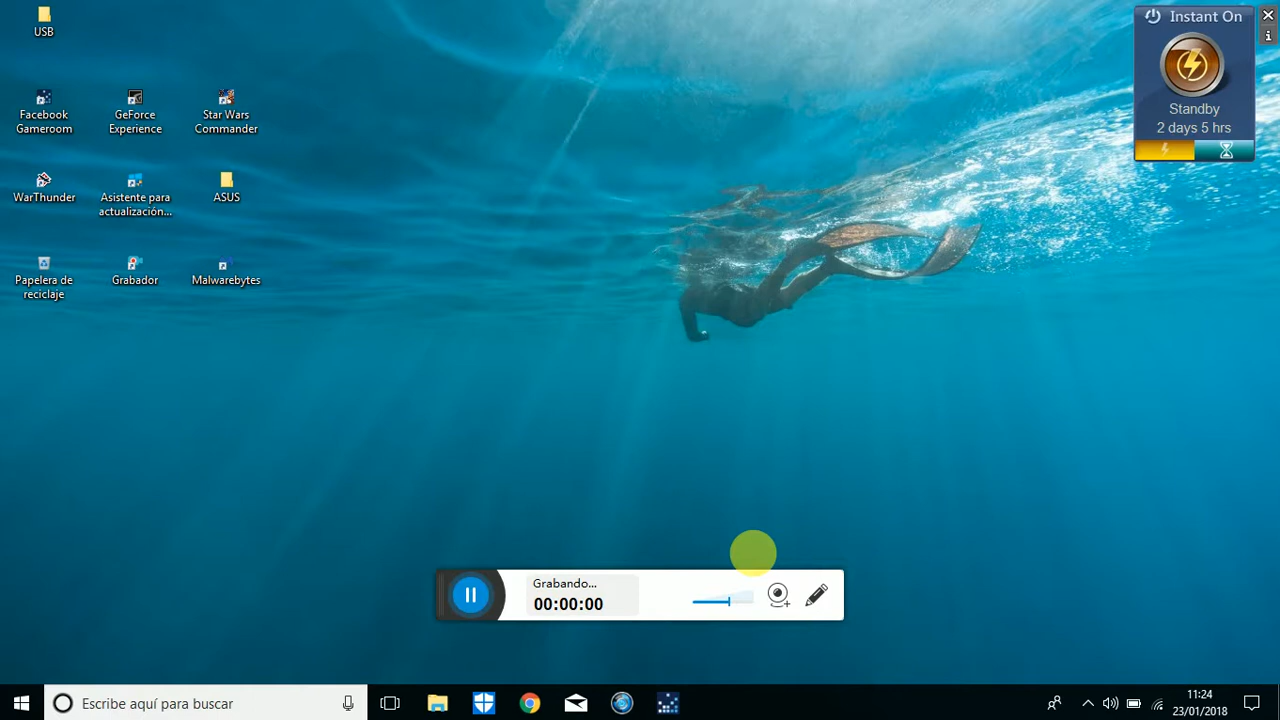 USB
Instant On
Facebook
Gameroom
GeForce
Experience
Star Wars
Commander
Standby
2 days 5 hrs
WarThunder
Asistente para
actualización...
ASUS
Papelera de
reciclaje
Grabador
Malwarebytes
Grabando...
00:00:00
Escribe aquí para buscar
11:24
23/01/2018